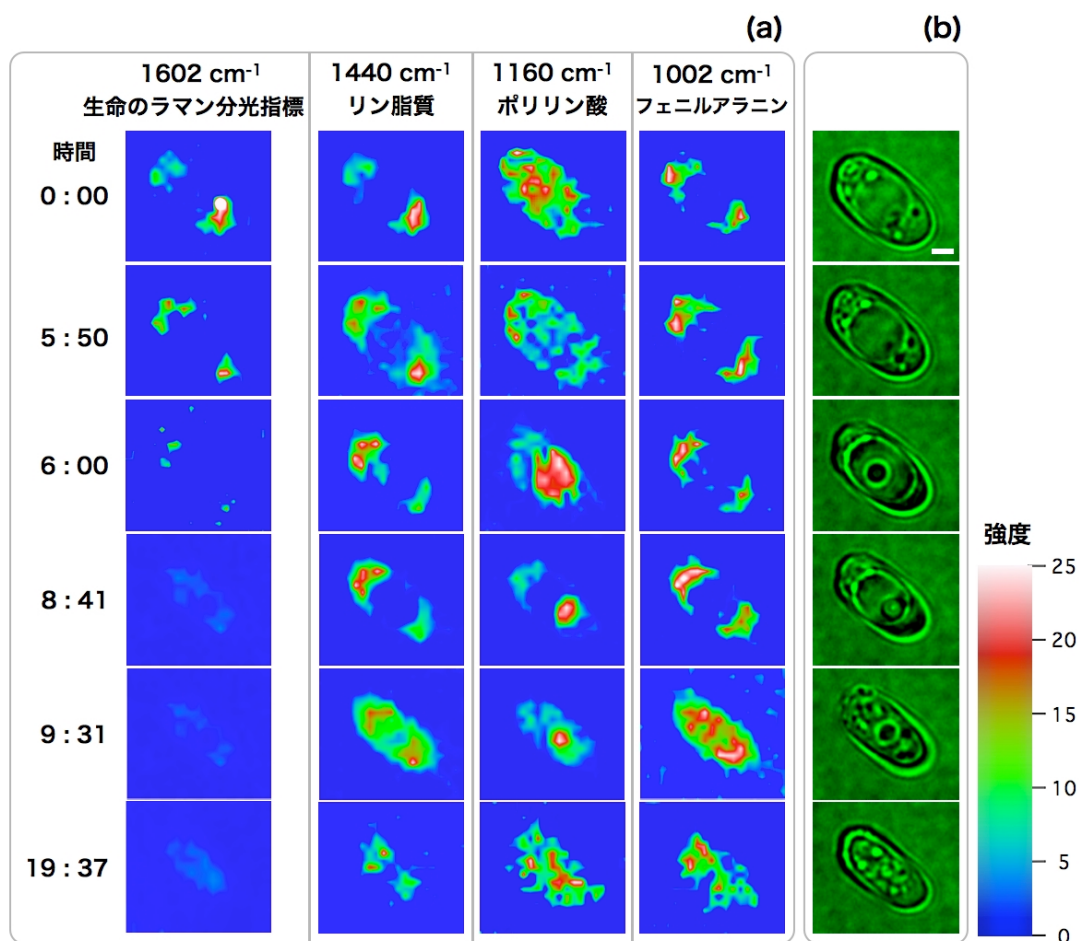 (a)
(b)
1602 cm-1
1440 cm-1
1160 cm-1
1002 cm-1
生命のラマン分光指標
リン脂質
ポリリン酸
フェニルアラニン
時間
0 : 00
5 : 50
6 : 00
8 : 41
9 : 31
19 : 37
強度
25
20
15
10
5
0